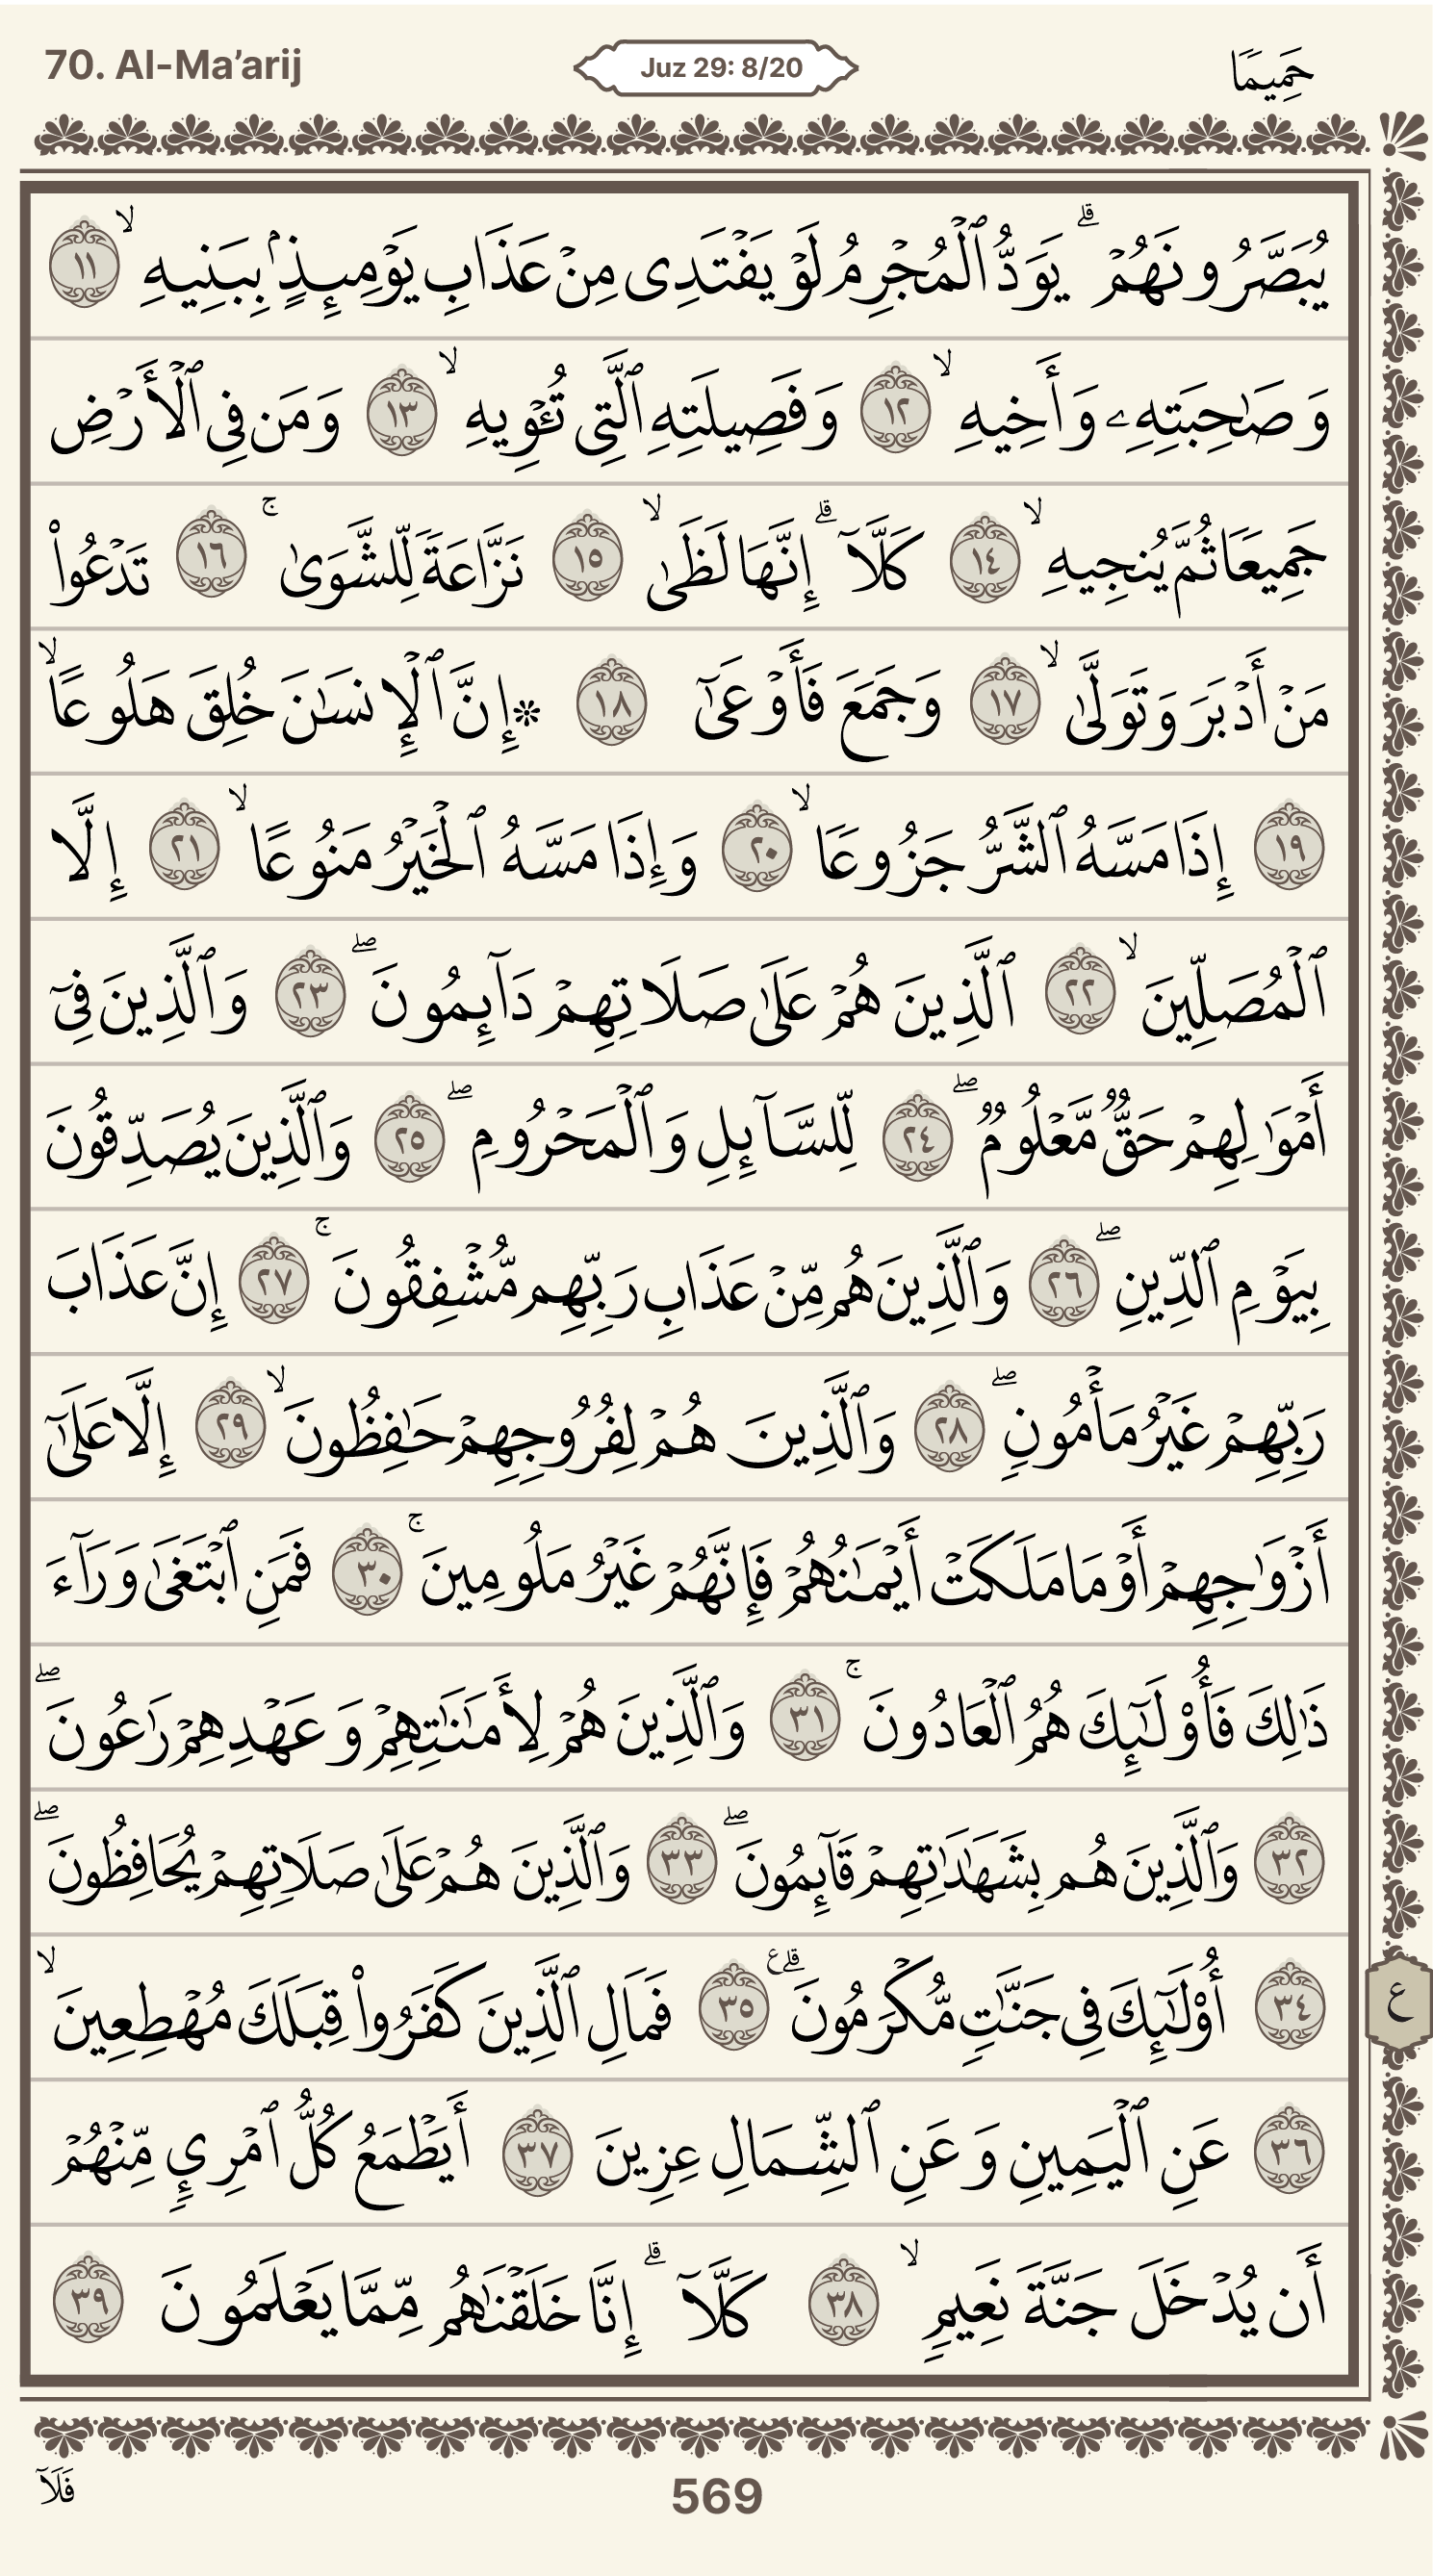 70. Al-Ma’arij
Juz 29: 8/20
حَمِيمًا
يُبَصَّرُونَهُمْۗ يَوَدُّ ٱلْمُجْرِمُ لَوْ يَفْتَدِى مِنْ عَذَابِ يَوْمِئِذٍۭ بِبَنِيهِۙ ١١
وَصَٰحِبَتِهِۦ وَأَخِيهِۙ ١٢ وَفَصِيلَتِهِ ٱلَّتِى تُـْٔوِيهِۙ ١٣ وَمَن فِى ٱلْأَرْضِ
جَمِيعًا ثُمَّ يُنجِيهِۙ ١٤ كَلَّآۗ إِنَّهَا لَظَىٰۙ ١٥ نَزَّاعَةً لِّلشَّوَىٰۚ ١٦ تَدْعُوا۟
مَنْ أَدْبَرَ وَتَوَلَّىٰۙ ١٧ وَجَمَعَ فَأَوْعَىٰٓ ١٨ ۞ إِنَّ ٱلْإِنسَٰنَ خُلِقَ هَلُوعًاۙ
١٩ إِذَا مَسَّهُ ٱلشَّرُّ جَزُوعًاۙ ٢٠ وَإِذَا مَسَّهُ ٱلْخَيْرُ مَنُوعًاۙ ٢١ إِلَّا
ٱلْمُصَلِّينَۙ ٢٢ ٱلَّذِينَ هُمْ عَلَىٰ صَلَاتِهِمْ دَآئِمُونَۖ ٢٣ وَٱلَّذِينَ فِىٓ
أَمْوَٰلِهِمْ حَقٌّ مَّعْلُومٌۖ ٢٤ لِّلسَّآئِلِ وَٱلْمَحْرُومِۖ ٢٥ وَٱلَّذِينَ يُصَدِّقُونَ
بِيَوْمِ ٱلدِّينِۖ ٢٦ وَٱلَّذِينَ هُم مِّنْ عَذَابِ رَبِّهِم مُّشْفِقُونَۚ ٢٧ إِنَّ عَذَابَ
رَبِّهِمْ غَيْرُ مَأْمُونٍۖ ٢٨ وَٱلَّذِينَ هُمْ لِفُرُوجِهِمْ حَٰفِظُونَۙ ٢٩ إِلَّا عَلَىٰٓ
أَزْوَٰجِهِمْ أَوْ مَا مَلَكَتْ أَيْمَٰنُهُمْ فَإِنَّهُمْ غَيْرُ مَلُومِينَۚ ٣٠ فَمَنِ ٱبْتَغَىٰ وَرَآءَ
ذَٰلِكَ فَأُو۟لَٰٓئِكَ هُمُ ٱلْعَادُونَۚ ٣١ وَٱلَّذِينَ هُمْ لِأَمَٰنَٰتِهِمْ وَعَهْدِهِمْ رَٰعُونَۖ
٣٢ وَٱلَّذِينَ هُم بِشَهَٰدَٰتِهِمْ قَآئِمُونَۖ ٣٣ وَٱلَّذِينَ هُمْ عَلَىٰ صَلَاتِهِمْ يُحَافِظُونَۖ
٣٤ أُو۟لَٰٓئِكَ فِى جَنَّٰتٍ مُّكْرَمُونَۗ ع ٣٥ فَمَالِ ٱلَّذِينَ كَفَرُوا۟ قِبَلَكَ مُهْطِعِينَۙ
ع
٣٦ عَنِ ٱلْيَمِينِ وَعَنِ ٱلشِّمَالِ عِزِينَ ٣٧ أَيَطْمَعُ كُلُّ ٱمْرِئٍ مِّنْهُمْ
أَن يُدْخَلَ جَنَّةَ نَعِيمٍۙ ٣٨ كَلَّآۗ إِنَّا خَلَقْنَٰهُم مِّمَّا يَعْلَمُونَ ٣٩
فَلَآ
569